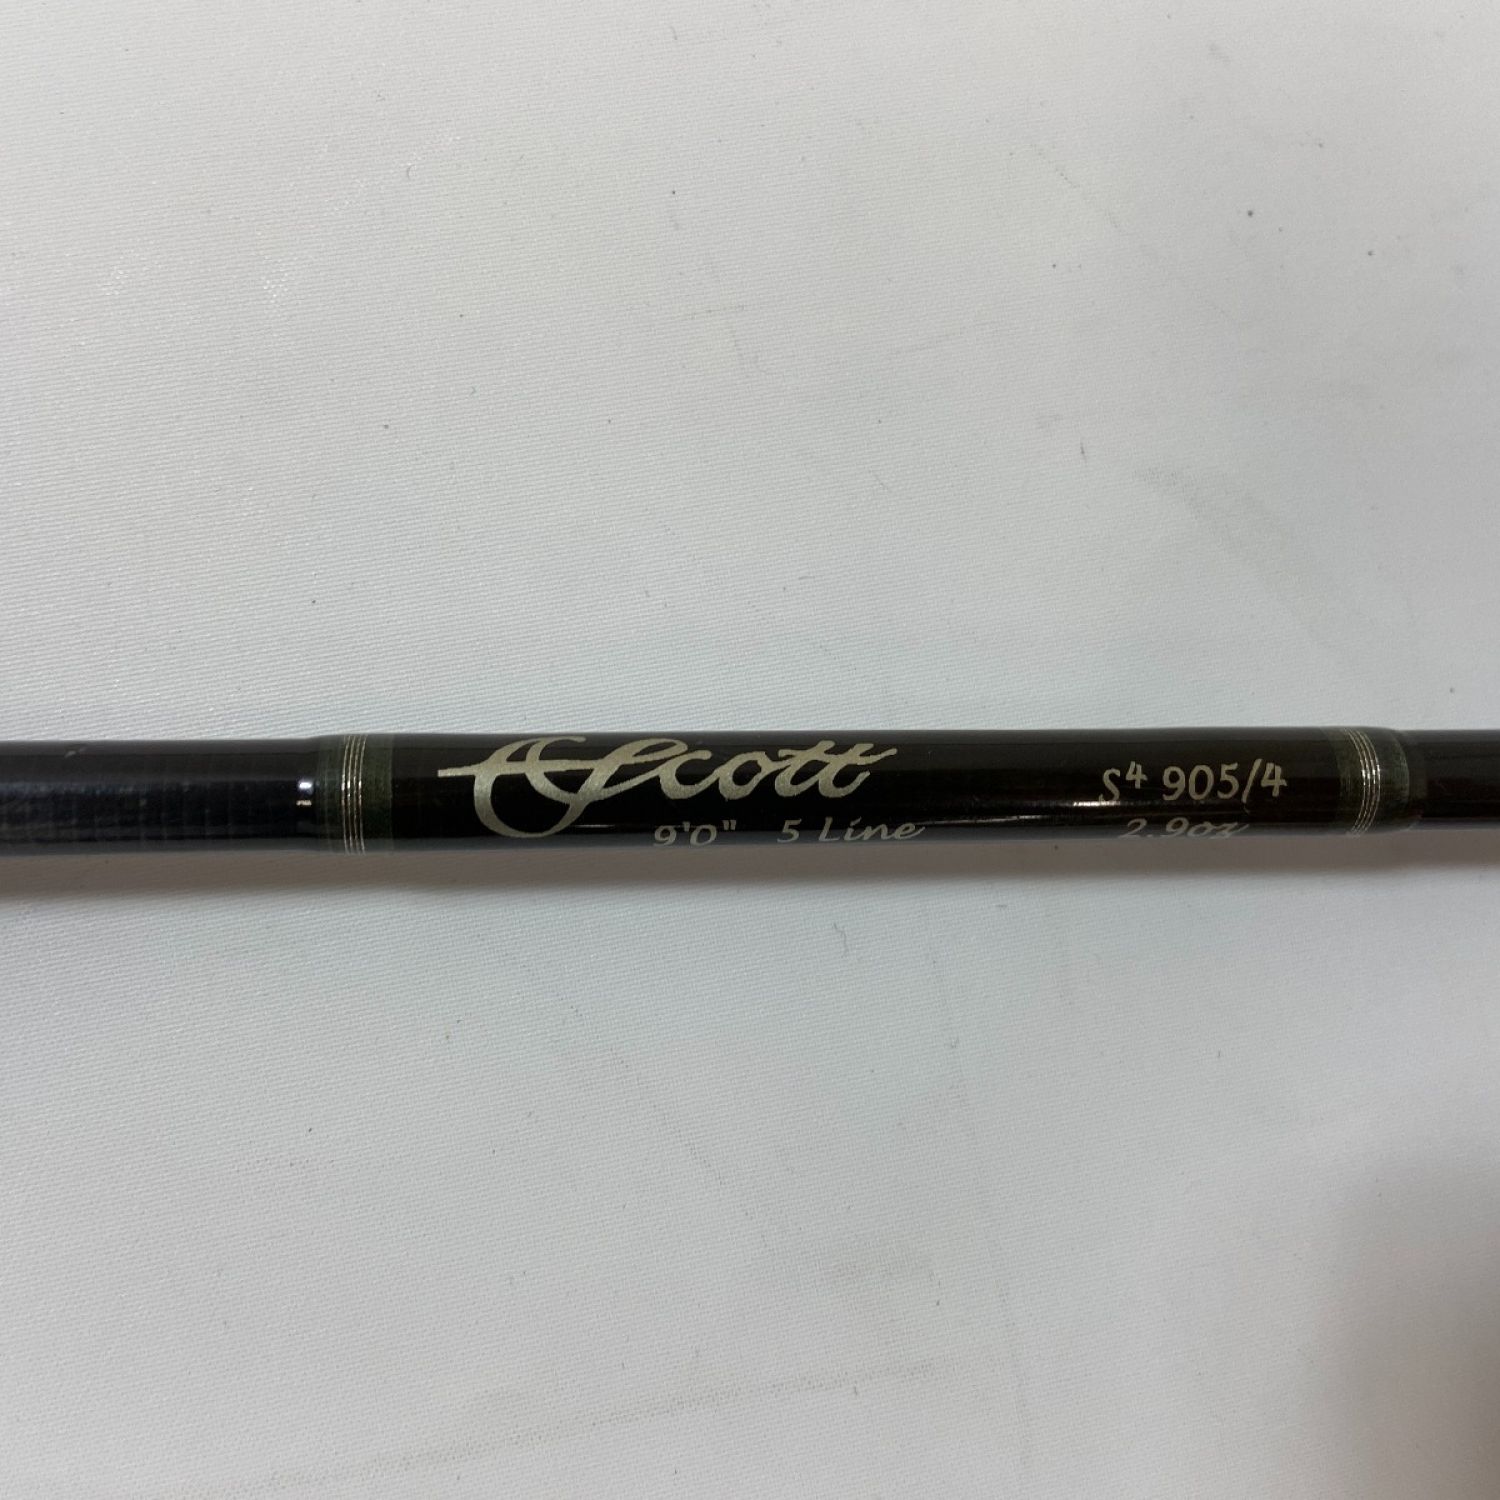 Scott
S⁴ 905/4
9'0" 5 Line
2.9oz